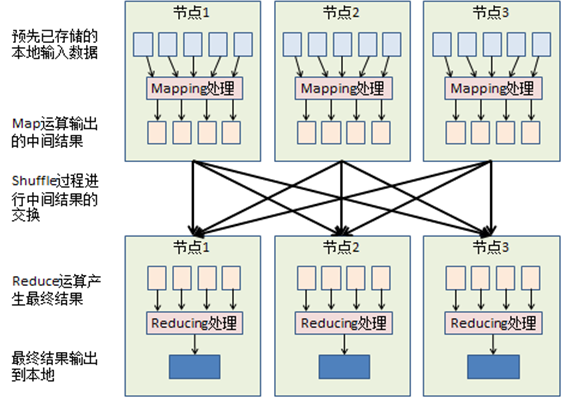 节点1
节点2
节点3
预先已存储的
本地输入数据
Mapping处理
Mapping处理
Mapping处理
Map运算输出
的中间结果
Shuffle过程进
行中间结果的
交换
节点1
节点2
节点3
Reduce运算产
生最终结果
Reducing处理
Reducing处理
Reducing处理
最终结果输出
到本地